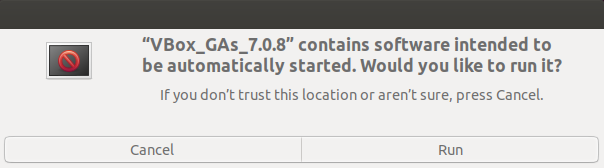 “VBox_GAs_7.0.8” contains software intended to
be automatically started. Would you like to run it?
If you don’t trust this location or aren’t sure, press Cancel.
Cancel
Run